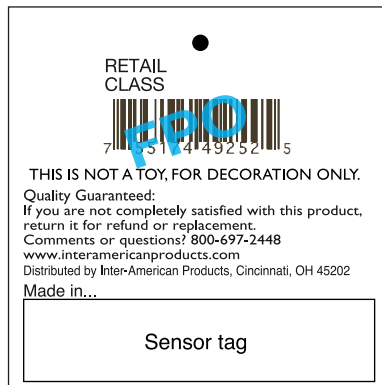 RETAIL
CLASS
FPO
7 55174 49252 5
THIS IS NOT A TOY, FOR DECORATION ONLY.
Quality Guaranteed:
If you are not completely satisfied with this product,
return it for refund or replacement.
Comments or questions? 800-697-2448
www.interamericanproducts.com
Distributed by Inter-American Products, Cincinnati, OH 45202
Made in...
Sensor tag